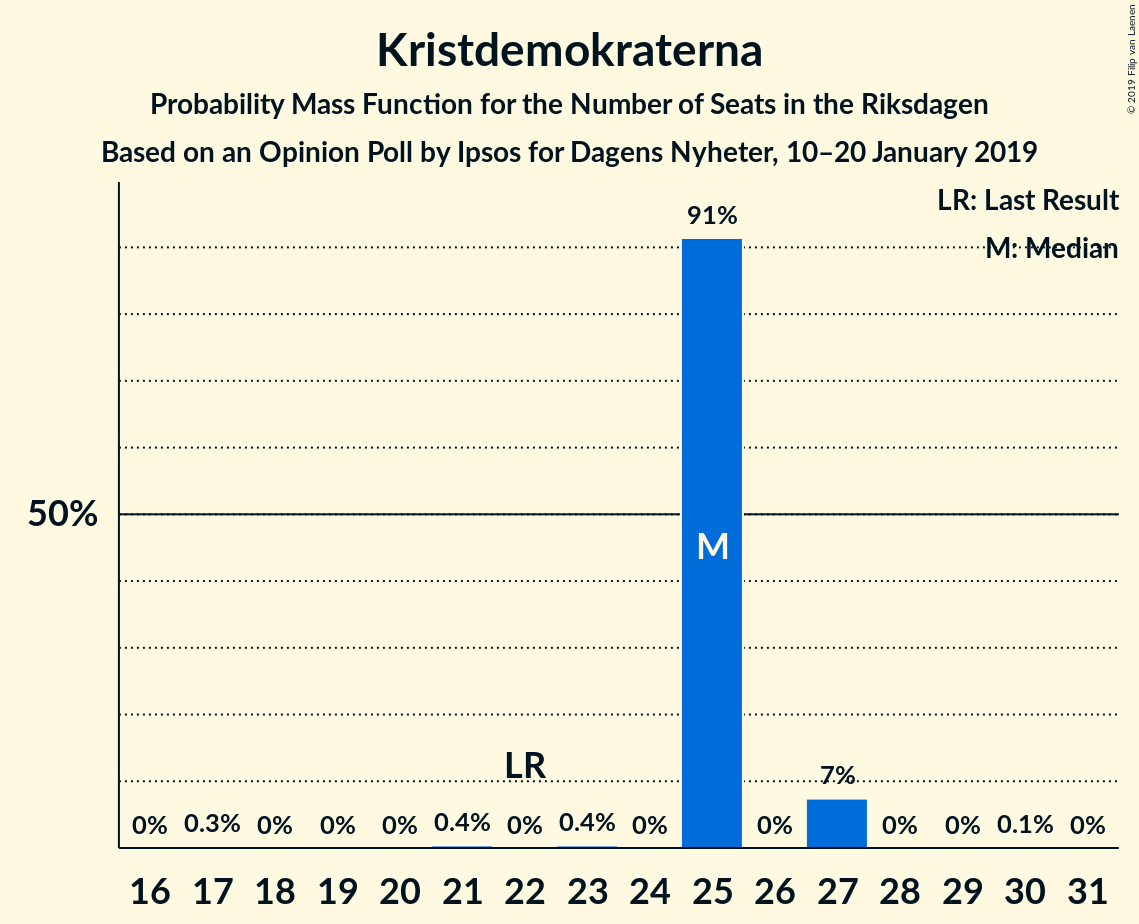 Kristdemokraterna
Probability Mass Function for the Number of Seats in the Riksdagen
Based on an Opinion Poll by Ipsos for Dagens Nyheter, 10–20 January 2019
© 2019 Filip van Laenen
LR: Last Result
M: Median
91%
50%
M
LR
7%
0% 0.3% 0% 0% 0% 0.4% 0% 0.4% 0% 0% 0% 0% 0.1% 0%
16 17 18 19 20 21 22 23 24 25 26 27 28 29 30 31